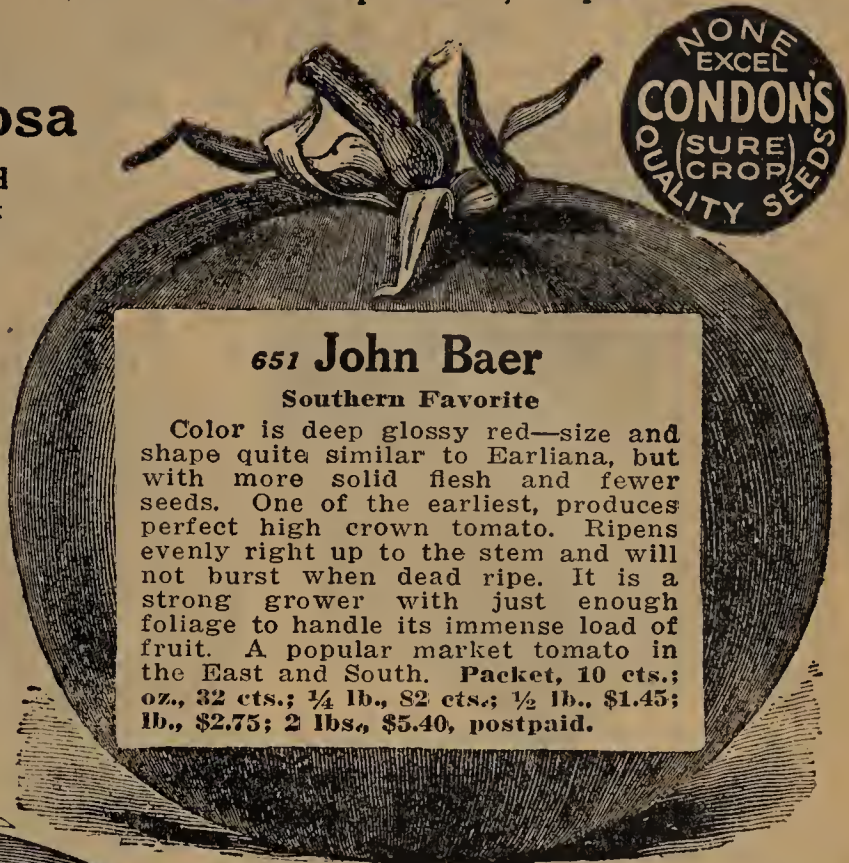 osa
NONE
EXCEL
CONDON'S
(SURE
CROP)
QUALITY SEEDS
651 John Baer
Southern Favorite
Color is deep glossy red—size and
shape quite similar to Earliana, but
with more solid flesh and fewer
seeds. One of the earliest, produces
perfect high crown tomato. Ripens
evenly right up to the stem and will
not burst when dead ripe. It is a
strong grower with just enough
foliage to handle its immense load of
fruit. A popular market tomato in
the East and South. Packet, 10 cts.;
oz., 32 cts.; ¼ lb., 82 cts.; ½ lb., $1.45;
lb., $2.75; 2 lbs., $5.40, postpaid.